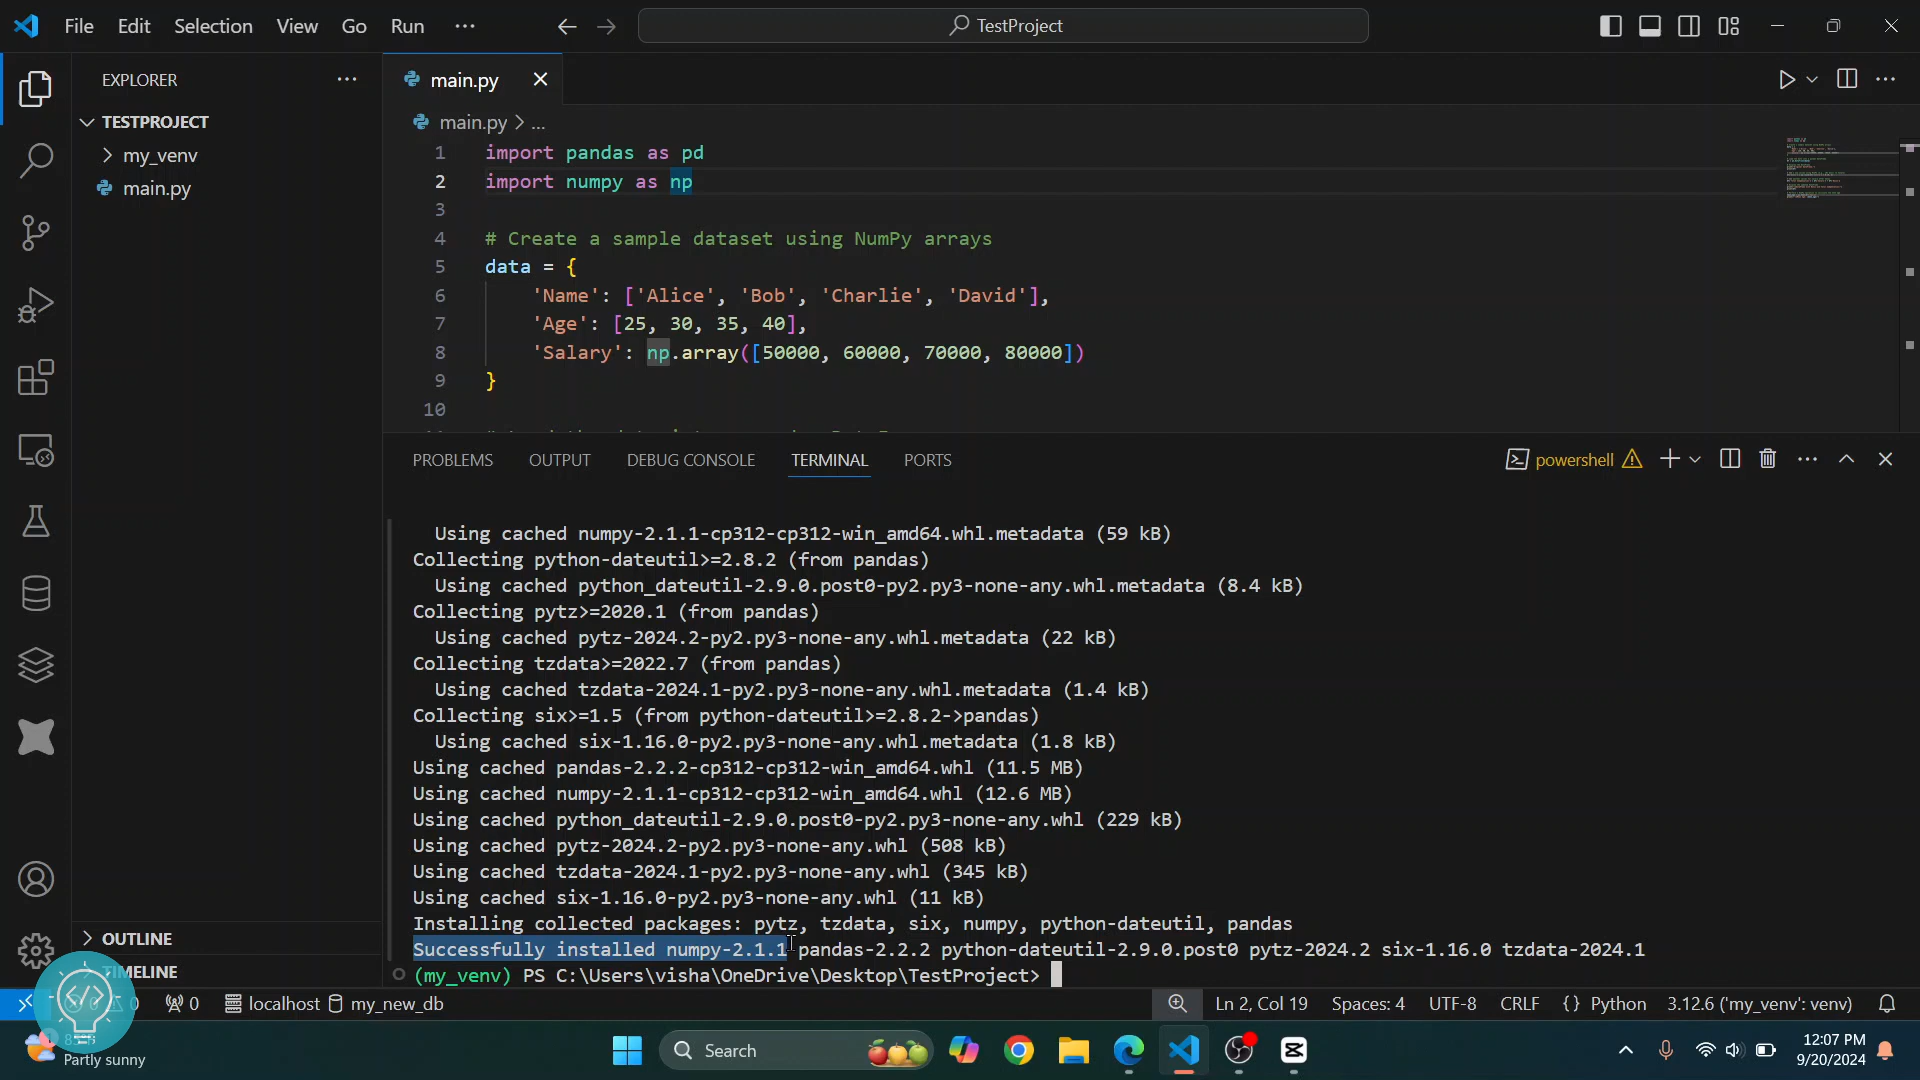 File Edit Selection View Go Run ... TestProject
EXPLORER ...
main.py
TESTPROJECT
my_venv
main.py
main.py > ...
1 import pandas as pd
2 import numpy as np
3
4 # Create a sample dataset using NumPy arrays
5 data = {
6 'Name': ['Alice', 'Bob', 'Charlie', 'David'],
7 'Age': [25, 30, 35, 40],
8 'Salary': np.array([50000, 60000, 70000, 80000])
9 }
10
PROBLEMS OUTPUT DEBUG CONSOLE TERMINAL PORTS powershell
Using cached numpy-2.1.1-cp312-cp312-win_amd64.whl.metadata (59 kB)
Collecting python-dateutil>=2.8.2 (from pandas)
Using cached python_dateutil-2.9.0.post0-py2.py3-none-any.whl.metadata (8.4 kB)
Collecting pytz>=2020.1 (from pandas)
Using cached pytz-2024.2-py2.py3-none-any.whl.metadata (22 kB)
Collecting tzdata>=2022.7 (from pandas)
Using cached tzdata-2024.1-py2.py3-none-any.whl.metadata (1.4 kB)
Collecting six>=1.5 (from python-dateutil>=2.8.2->pandas)
Using cached six-1.16.0-py2.py3-none-any.whl.metadata (1.8 kB)
Using cached pandas-2.2.2-cp312-cp312-win_amd64.whl (11.5 MB)
Using cached numpy-2.1.1-cp312-cp312-win_amd64.whl (12.6 MB)
Using cached python_dateutil-2.9.0.post0-py2.py3-none-any.whl (229 kB)
Using cached pytz-2024.2-py2.py3-none-any.whl (508 kB)
Using cached tzdata-2024.1-py2.py3-none-any.whl (345 kB)
Using cached six-1.16.0-py2.py3-none-any.whl (11 kB)
Installing collected packages: pytz, tzdata, six, numpy, python-dateutil, pandas
Successfully installed numpy-2.1.1 pandas-2.2.2 python-dateutil-2.9.0.post0 pytz-2024.2 six-1.16.0 tzdata-2024.1
(my_venv) PS C:\Users\visha\OneDrive\Desktop\TestProject>
OUTLINE
TIMELINE
0 0 localhost my_new_db Ln 2, Col 19 Spaces: 4 UTF-8 CRLF {} Python 3.12.6 ('my_venv': venv)
Partly sunny
Search
12:07 PM
9/20/2024